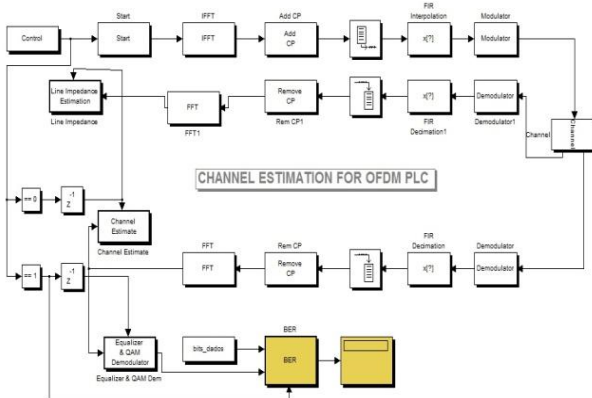 Start
IFFT
Add CP
FIR
Interpolation
Modulator
Control
Start
IFFT
Add
CP
x[?]
Modulator
Line Impedance
Estimation
FFT
Remove
CP
x[?]
Demodulator
Channel
Channel
Line Impedance
FFT1
Rem CP1
FIR
Decimation1
Demodulator1
CHANNEL ESTIMATION FOR OFDM PLC
== 0
-1
Z
Channel
Estimate
Channel Estimate
FFT
Rem CP
FIR
Decimation
Demodulator
FFT
Remove
CP
x[?]
Demodulator
== 1
-1
Z
BER
Equalizer
& QAM
Demodulator
bits_dados
BER
Equalizer & QAM Dem